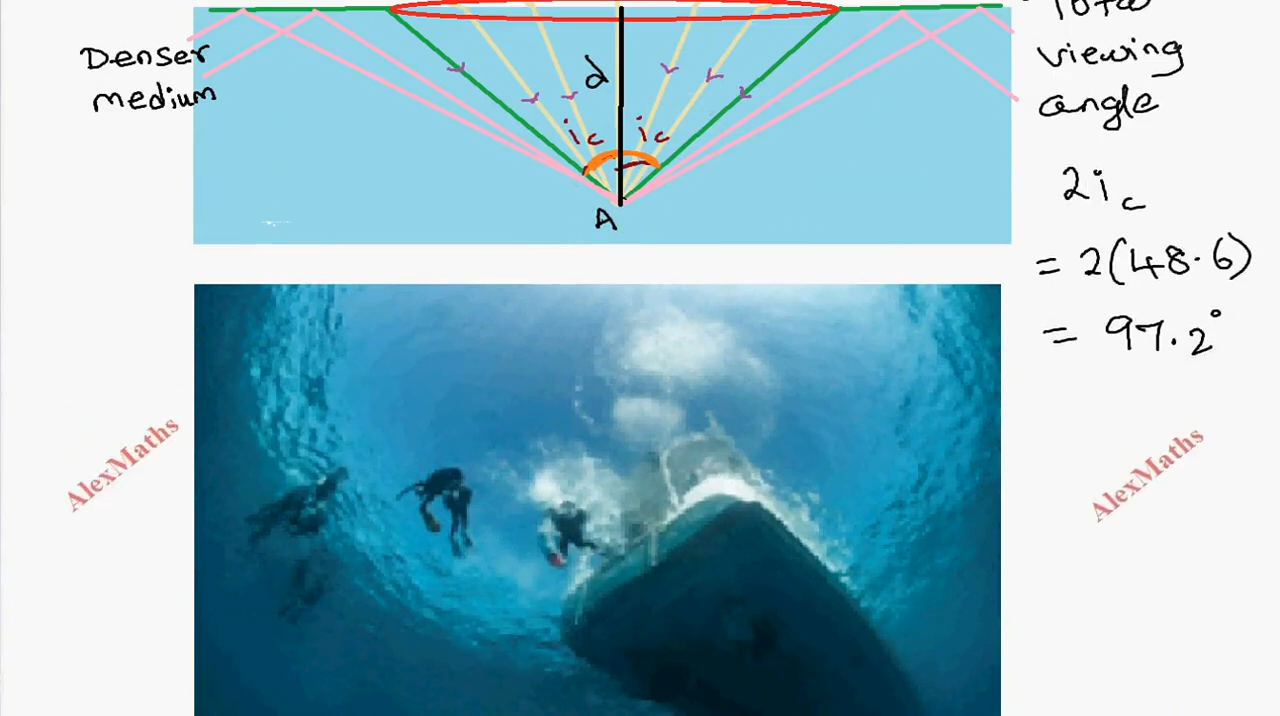 Denser
medium
d
ic ic
A
viewing
angle
2ic
= 2(48.6)
= 97.2°
AlexMaths
AlexMaths